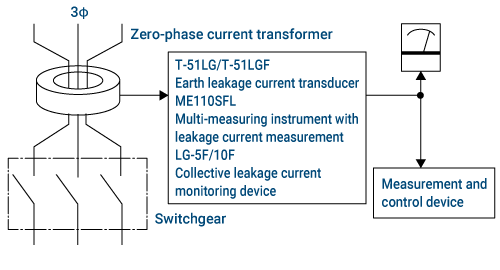 3ϕ
Zero-phase current transformer
T-51LG/T-51LGF
Earth leakage current transducer
ME110SFL
Multi-measuring instrument with
leakage current measurement
LG-5F/10F
Collective leakage current
monitoring device
Measurement and
control device
Switchgear